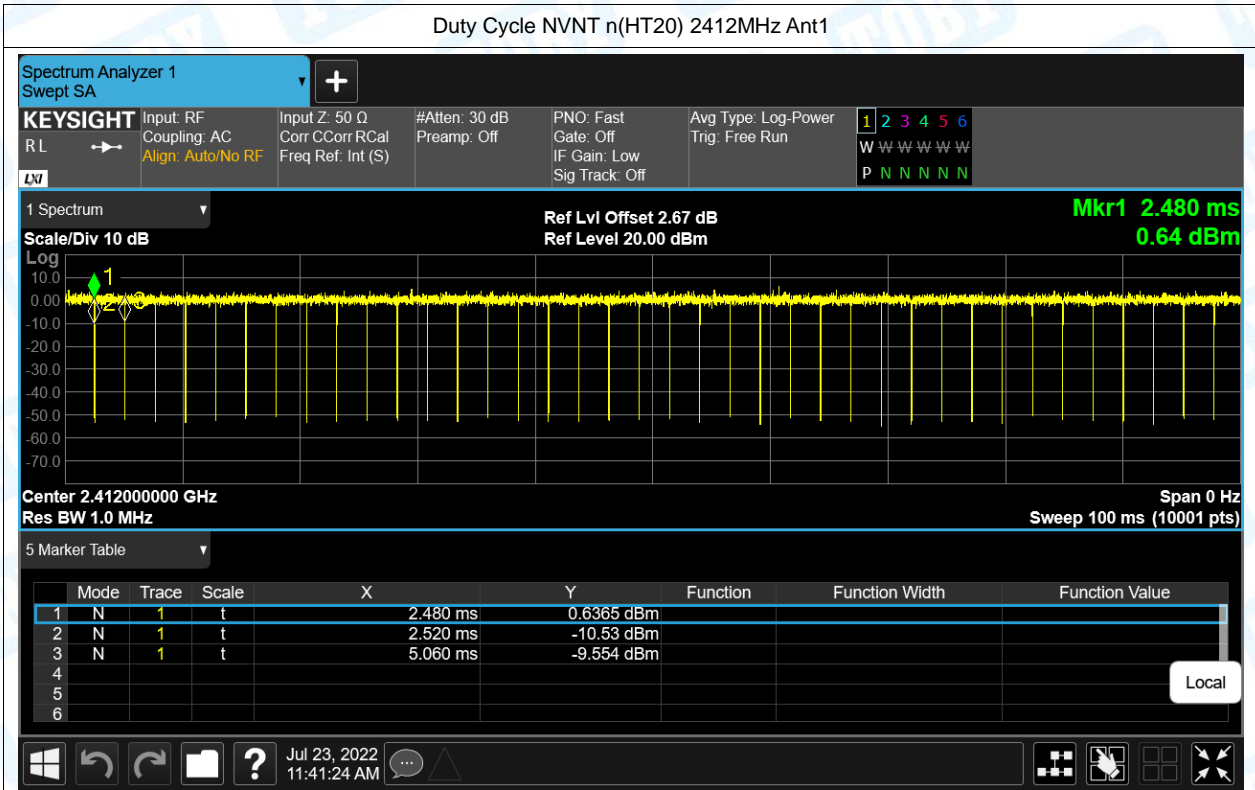 Duty Cycle NVNT n(HT20) 2412MHz Ant1
Spectrum Analyzer 1
Swept SA
KEYSIGHT
RL
LXI
Input: RF
Coupling: AC
Align: Auto/No RF
Input Z: 50 Ω
Corr CCorr RCal
Freq Ref: Int (S)
#Atten: 30 dB
Preamp: Off
PNO: Fast
Gate: Off
IF Gain: Low
Sig Track: Off
Avg Type: Log-Power
Trig: Free Run
1 2 3 4 5 6
W W W W W W
P N N N N N
1 Spectrum
Scale/Div 10 dB
Ref Lvl Offset 2.67 dB
Ref Level 20.00 dBm
Mkr1 2.480 ms
0.64 dBm
Log
10.0
0.00
-10.0
-20.0
-30.0
-40.0
-50.0
-60.0
-70.0
1
2 3
Center 2.412000000 GHz
Res BW 1.0 MHz
Span 0 Hz
Sweep 100 ms (10001 pts)
5 Marker Table
Mode Trace Scale X Y Function Function Width Function Value
1 N 1 t 2.480 ms 0.6365 dBm
2 N 1 t 2.520 ms -10.53 dBm
3 N 1 t 5.060 ms -9.554 dBm
4
5
6
Local
?
Jul 23, 2022
11:41:24 AM